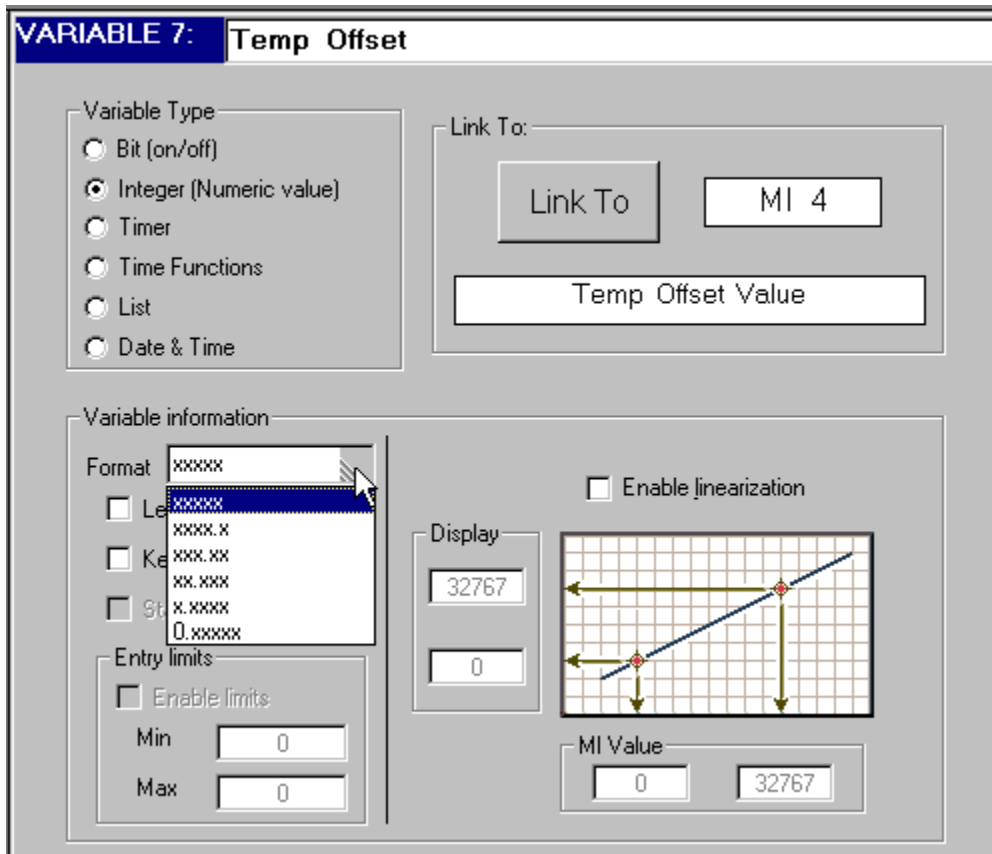 VARIABLE 7: Temp Offset
Variable Type
Bit (on/off)
Integer (Numeric value)
Timer
Time Functions
List
Date & Time
Link To:
Link To MI 4
Temp Offset Value
Variable information
Format xxxxx
xxxxx
xxxx.x
xxx.xx
xx.xxx
x.xxxx
0.xxxxx
Le
Ke
St
Entry limits
Enable limits
Min 0
Max 0
Enable linearization
Display
32767
0
MI Value
0 32767